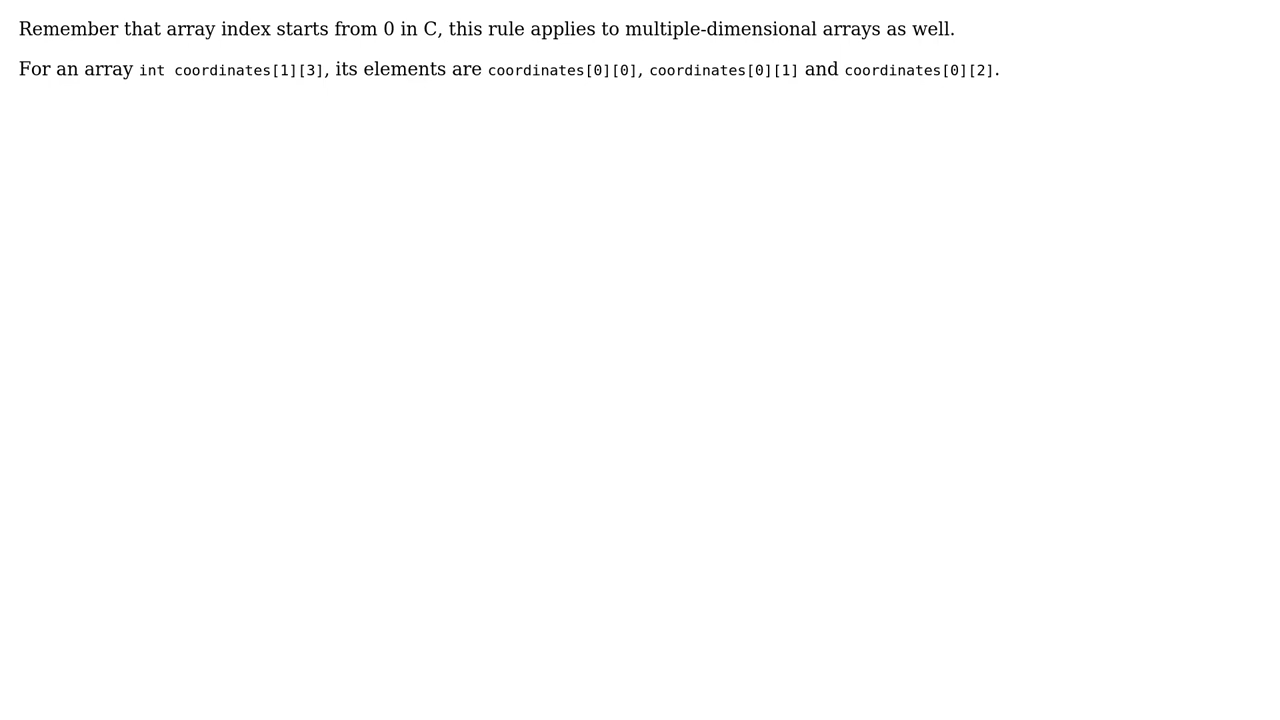 Remember that array index starts from 0 in C, this rule applies to multiple-dimensional arrays as well.
For an array int coordinates[1][3], its elements are coordinates[0][0], coordinates[0][1] and coordinates[0][2].